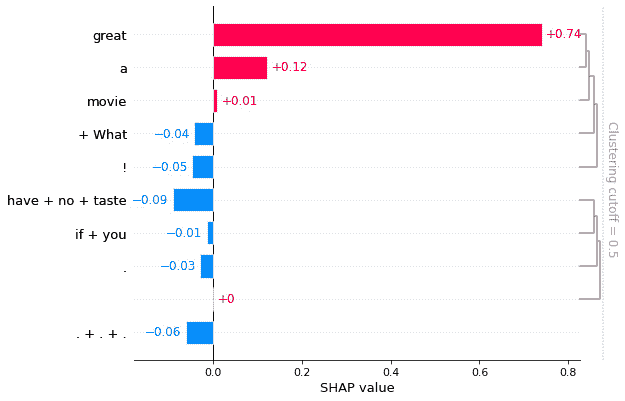 great +0.74
a +0.12
movie +0.01
+ What −0.04
! −0.05
have + no + taste −0.09
if + you −0.01
. −0.03
+0
. + . + . −0.06
0.0 0.2 0.4 0.6 0.8
SHAP value
Clustering cutoff = 0.5